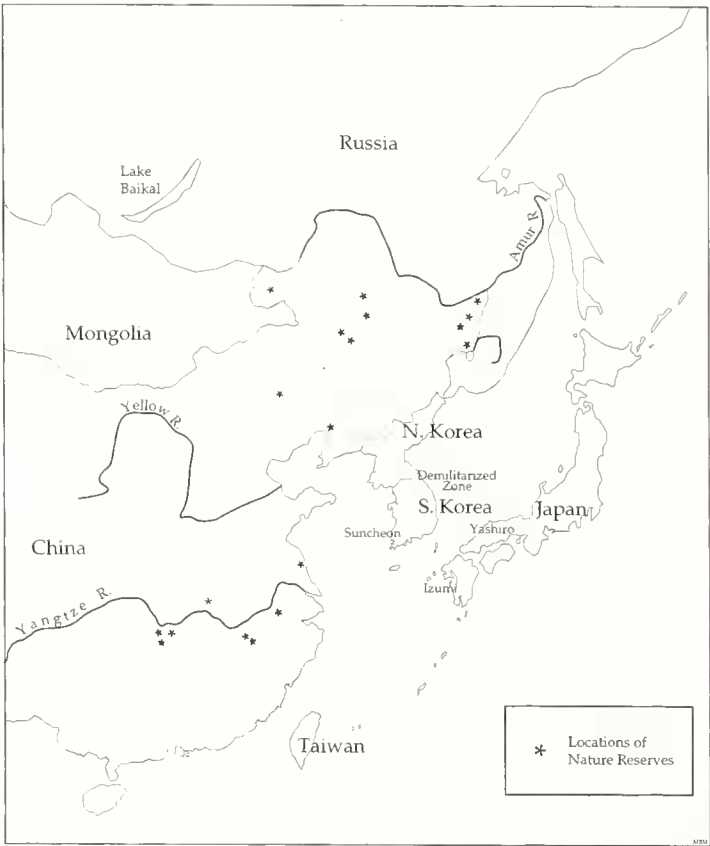 Russia
Lake
Baikal
Amur R.
Mongolia
Yellow R.
N. Korea
Demilitarized
Zone
S. Korea
Japan
Suncheon
Yashiro
China
Izumi
Yangtze R.
Taiwan
* Locations of
Nature Reserves